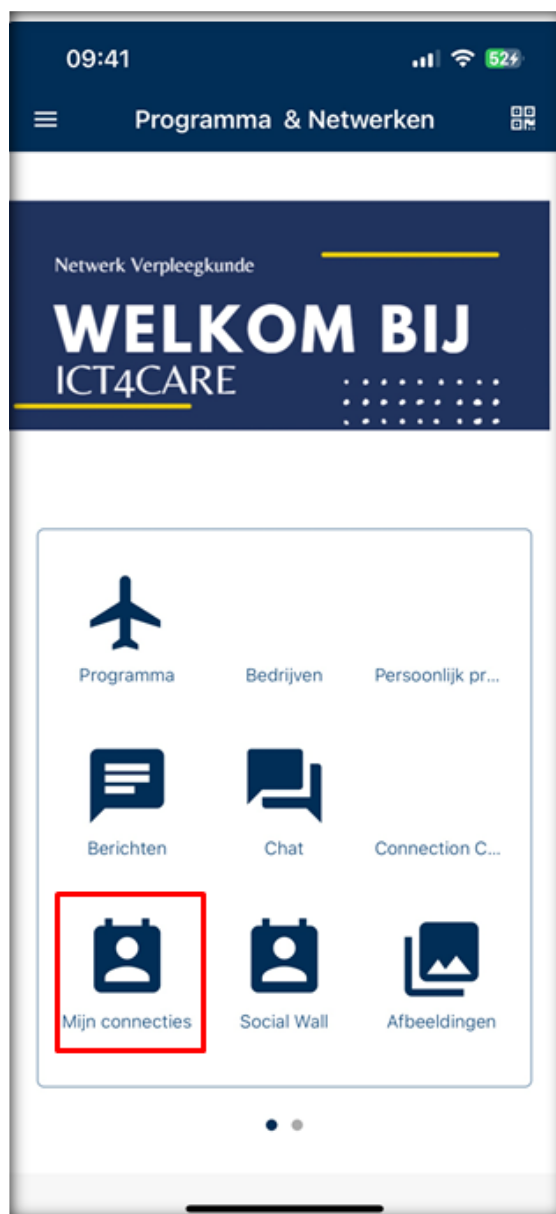 09:41
52
Programma & Netwerken
Netwerk Verpleegkunde
WELKOM BIJ
ICT4CARE
Programma
Bedrijven
Persoonlijk pr...
Berichten
Chat
Connection C...
Mijn connecties
Social Wall
Afbeeldingen